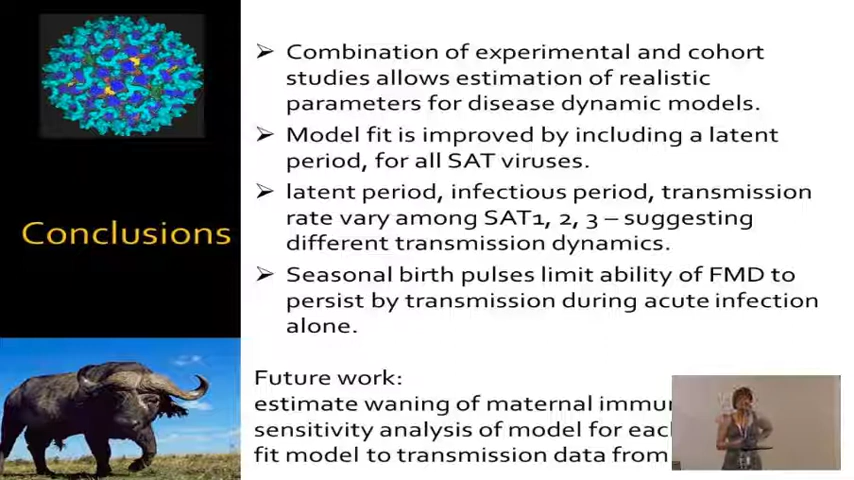 Conclusions
➢ Combination of experimental and cohort
studies allows estimation of realistic
parameters for disease dynamic models.
➢ Model fit is improved by including a latent
period, for all SAT viruses.
➢ latent period, infectious period, transmission
rate vary among SAT1, 2, 3 – suggesting
different transmission dynamics.
➢ Seasonal birth pulses limit ability of FMD to
persist by transmission during acute infection
alone.
Future work:
estimate waning of maternal
sensitivity analysis of model for
fit model to transmission data from